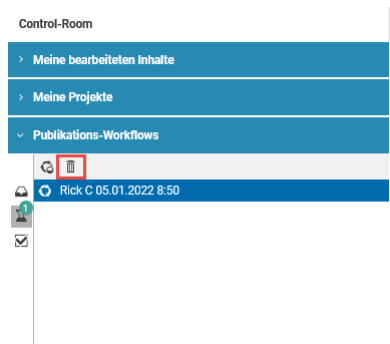 Control-Room
Meine bearbeiteten Inhalte
Meine Projekte
Publikations-Workflows
Rick C 05.01.2022 8:50
1